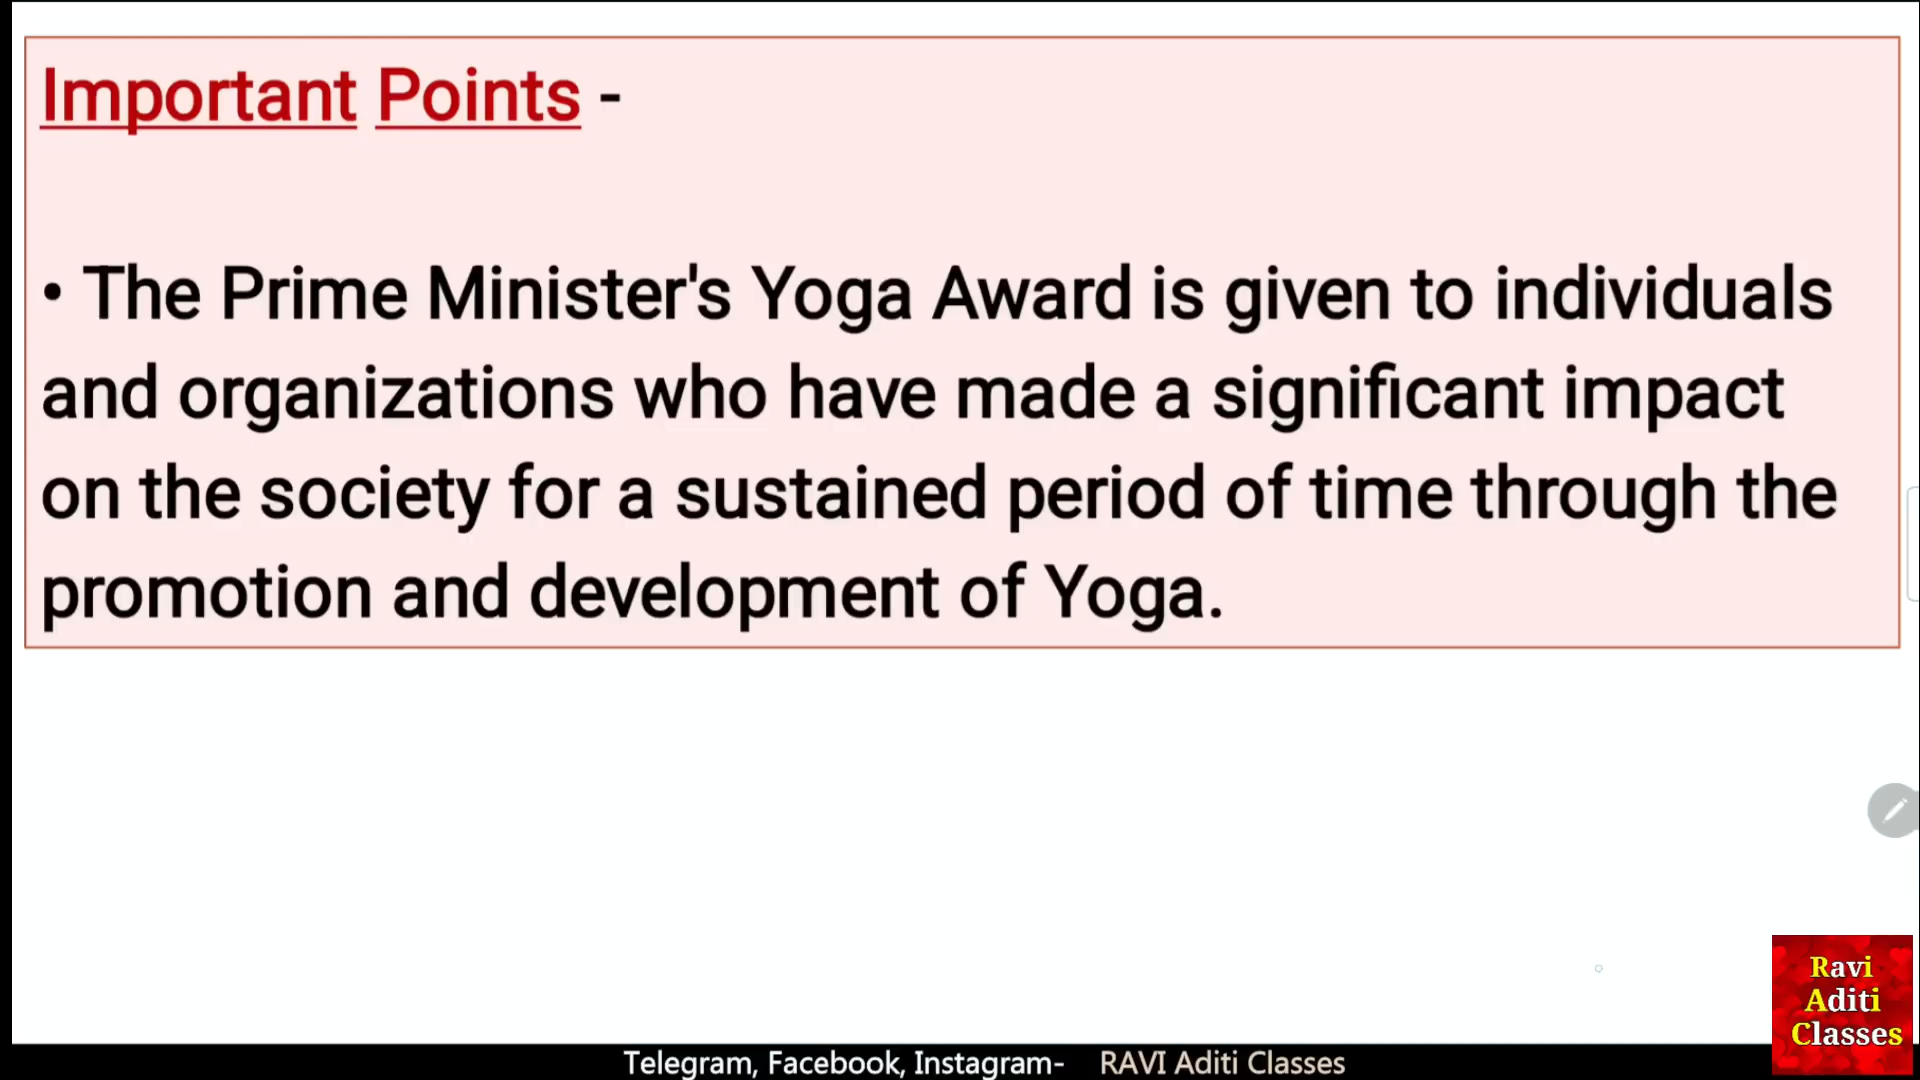 Important Points -
• The Prime Minister's Yoga Award is given to individuals
and organizations who have made a significant impact
on the society for a sustained period of time through the
promotion and development of Yoga.
Ravi
Aditi
Classes
Telegram, Facebook, Instagram- RAVI Aditi Classes